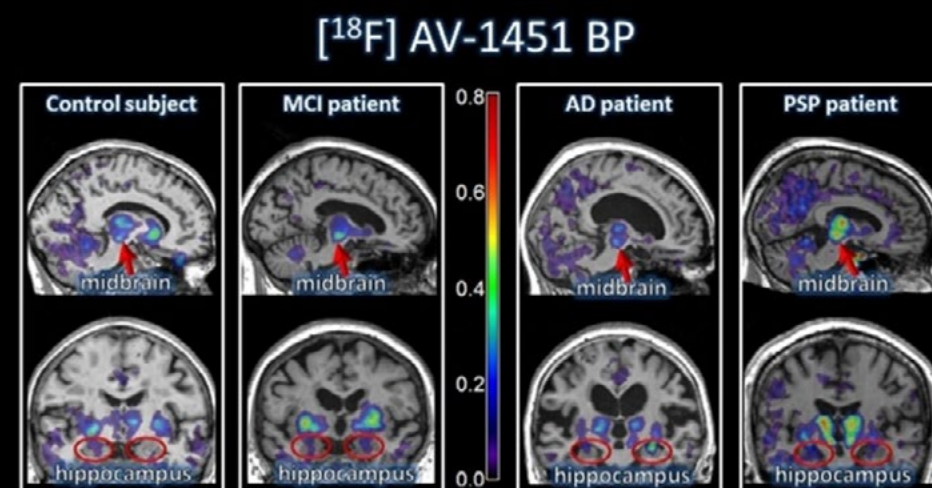 [¹⁸F] AV-1451 BP
Control subject
MCI patient
0.8
0.6
0.4
0.2
0.0
AD patient
PSP patient
midbrain
midbrain
midbrain
midbrain
hippocampus
hippocampus
hippocampus
hippocampus